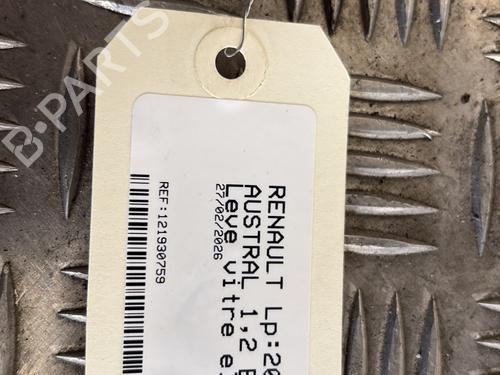 RENAULT Lp:20
AUSTRAL 1,2 E
Leve vitre e
27/02/2026
REF:121930759
B-PARTS